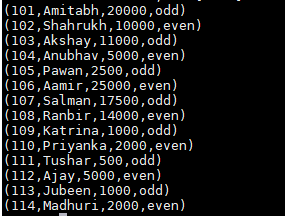 (101,Amitabh,20000,odd)
(102,Shahrukh,10000,even)
(103,Akshay,11000,odd)
(104,Anubhav,5000,even)
(105,Pawan,2500,odd)
(106,Aamir,25000,even)
(107,Salman,17500,odd)
(108,Ranbir,14000,even)
(109,Katrina,1000,odd)
(110,Priyanka,2000,even)
(111,Tushar,500,odd)
(112,Ajay,5000,even)
(113,Jubeen,1000,odd)
(114,Madhuri,2000,even)